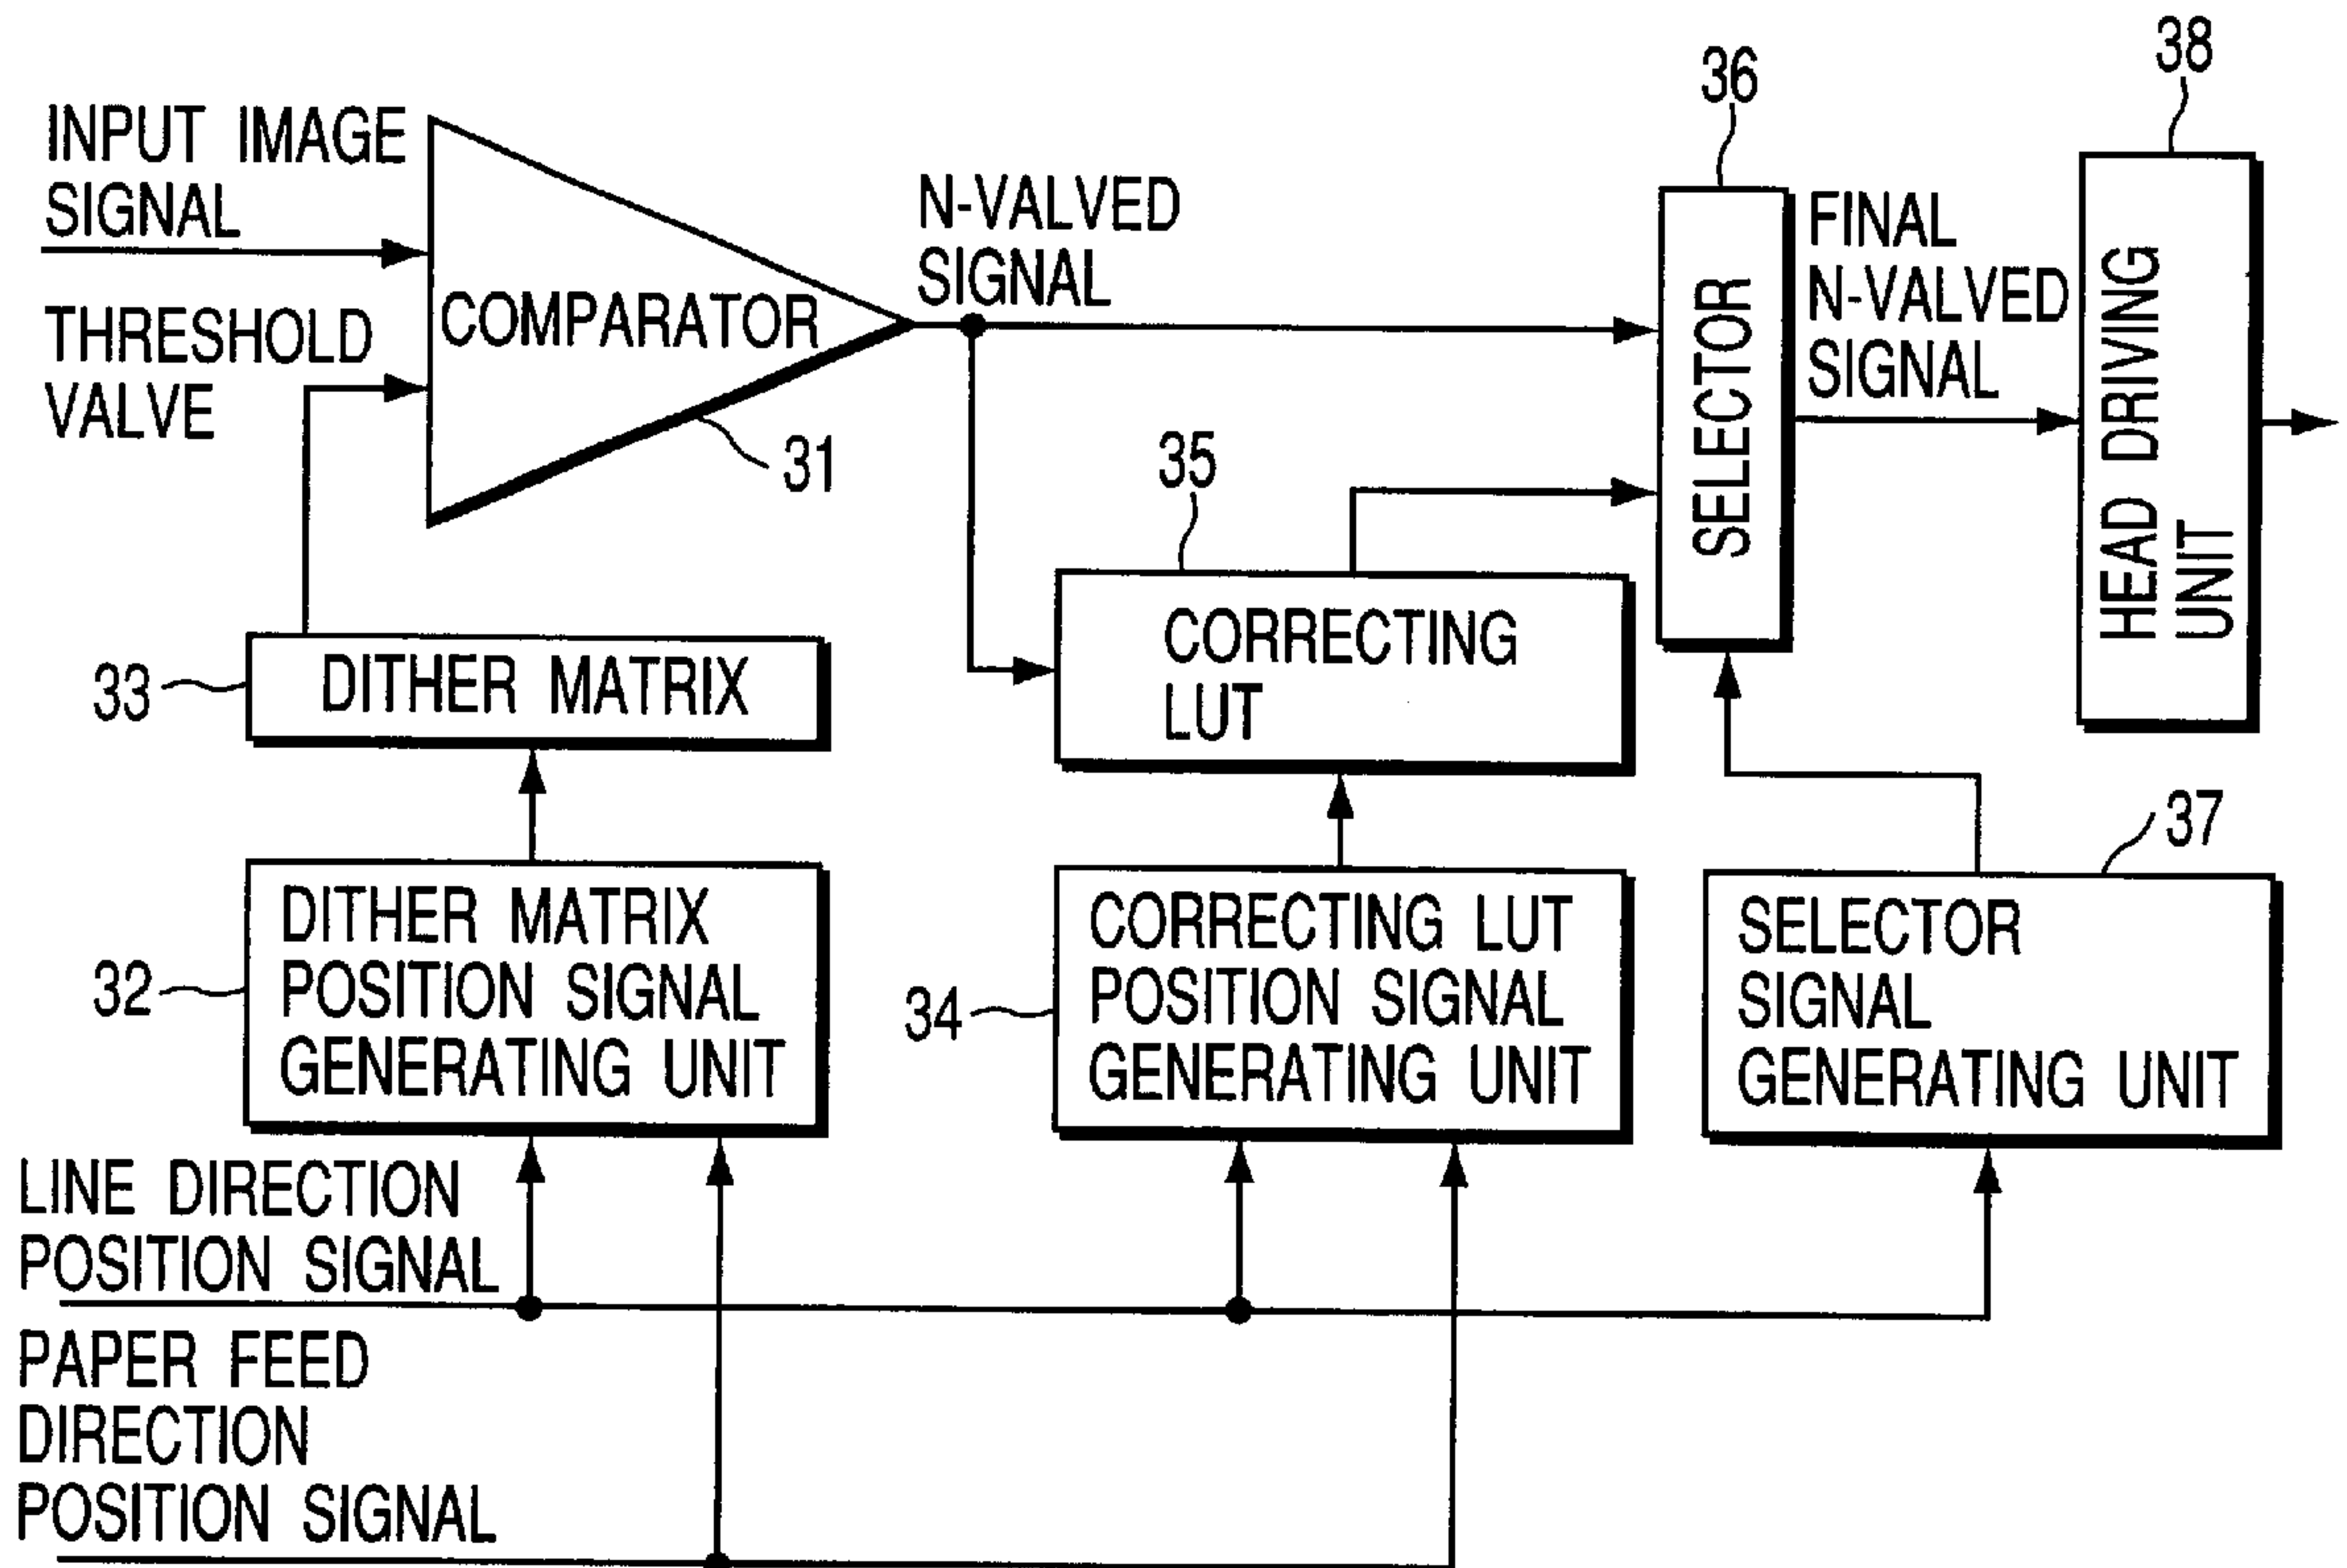 38
36
INPUT IMAGE
SIGNAL
N-VALVED
SIGNAL
FINAL
N-VALVED
SIGNAL
THRESHOLD
VALVE
COMPARATOR
31
35
SELECTOR
HEAD DRIVING
UNIT
CORRECTING
LUT
33
DITHER MATRIX
37
32
DITHER MATRIX
POSITION SIGNAL
GENERATING UNIT
34
CORRECTING LUT
POSITION SIGNAL
GENERATING UNIT
SELECTOR
SIGNAL
GENERATING UNIT
LINE DIRECTION
POSITION SIGNAL
PAPER FEED
DIRECTION
POSITION SIGNAL